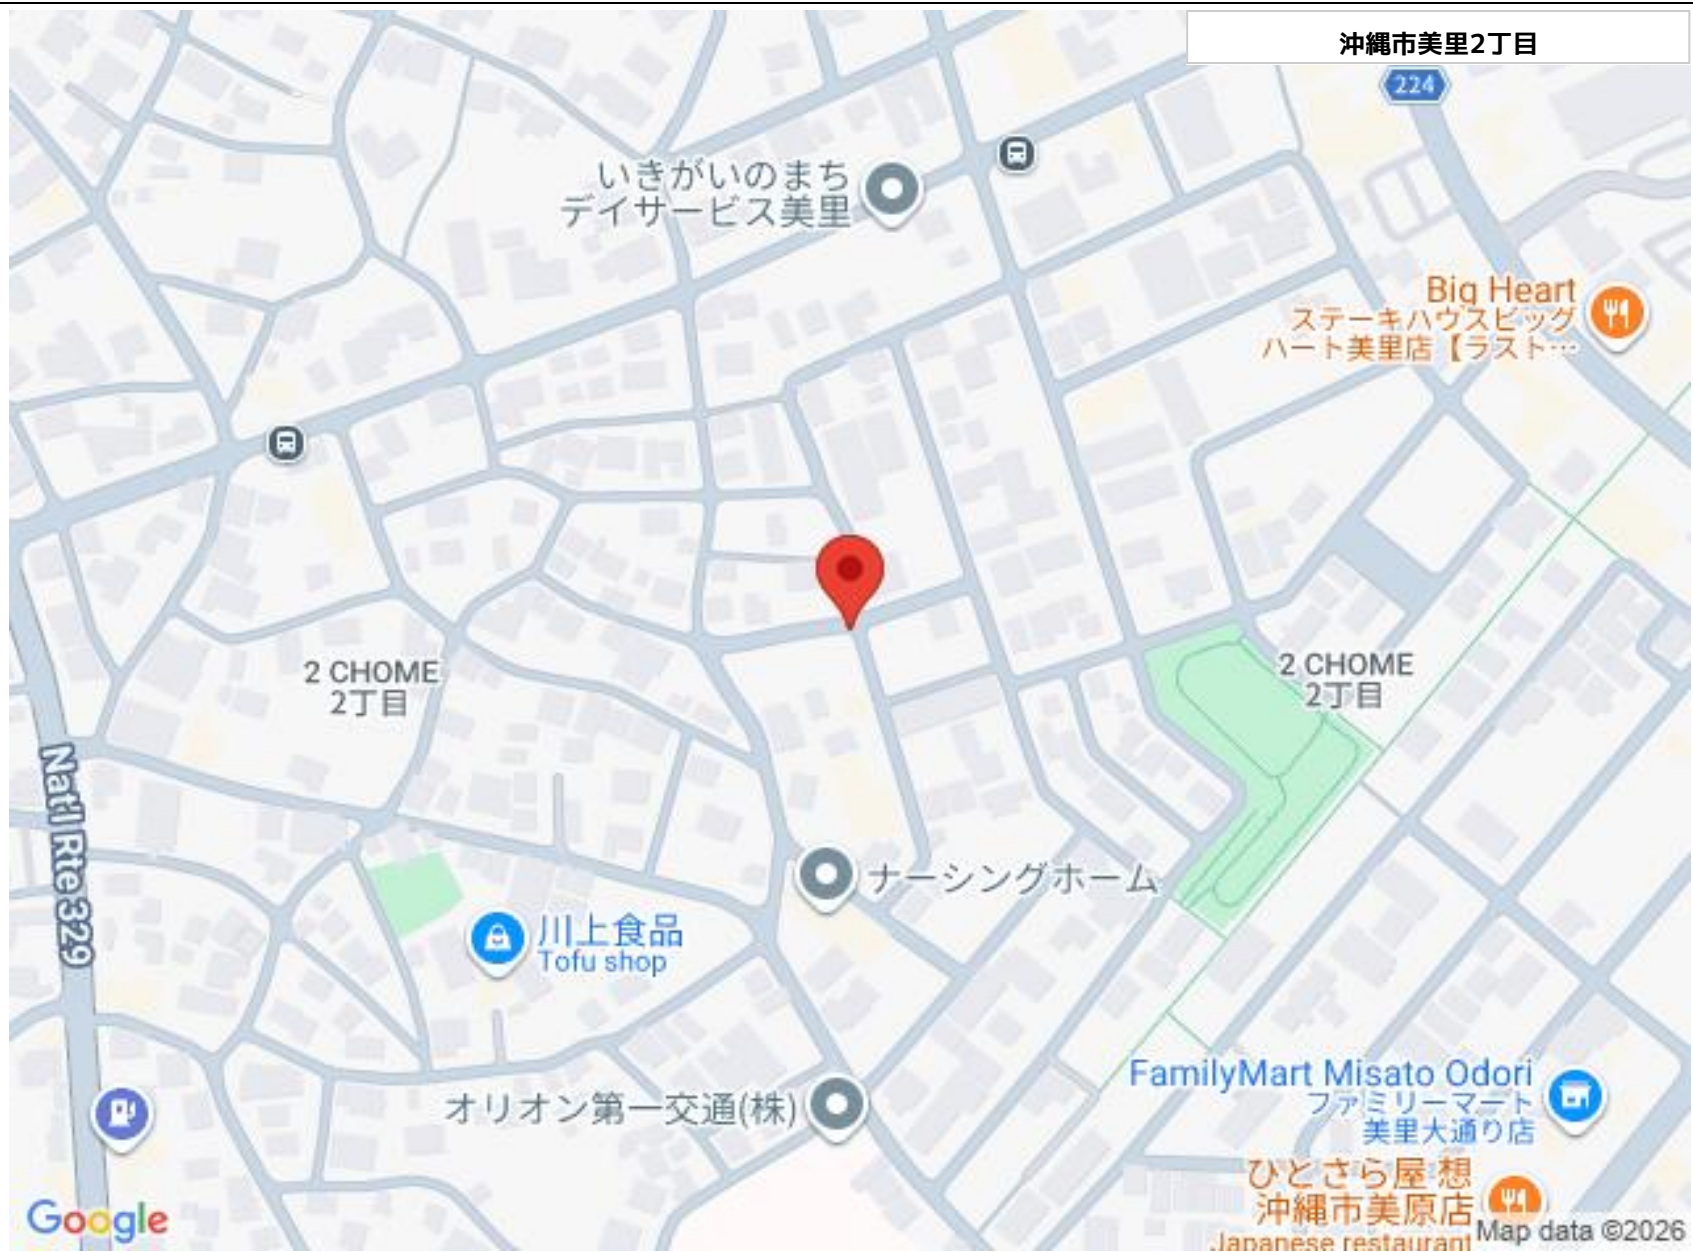 沖縄市美里2丁目
224
いきがいのまち
デイサービス美里
Big Heart
ステーキハウスビッグ
ハート美里店【ラスト…
2 CHOME
2丁目
2 CHOME
2丁目
Nat'l Rte 329
ナーシングホーム
川上食品
Tofu shop
FamilyMart Misato Odori
ファミリーマート
美里大通り店
オリオン第一交通(株)
ひとさら屋 想
沖縄市美原店
Japanese restaurant
Google
Map data ©2026